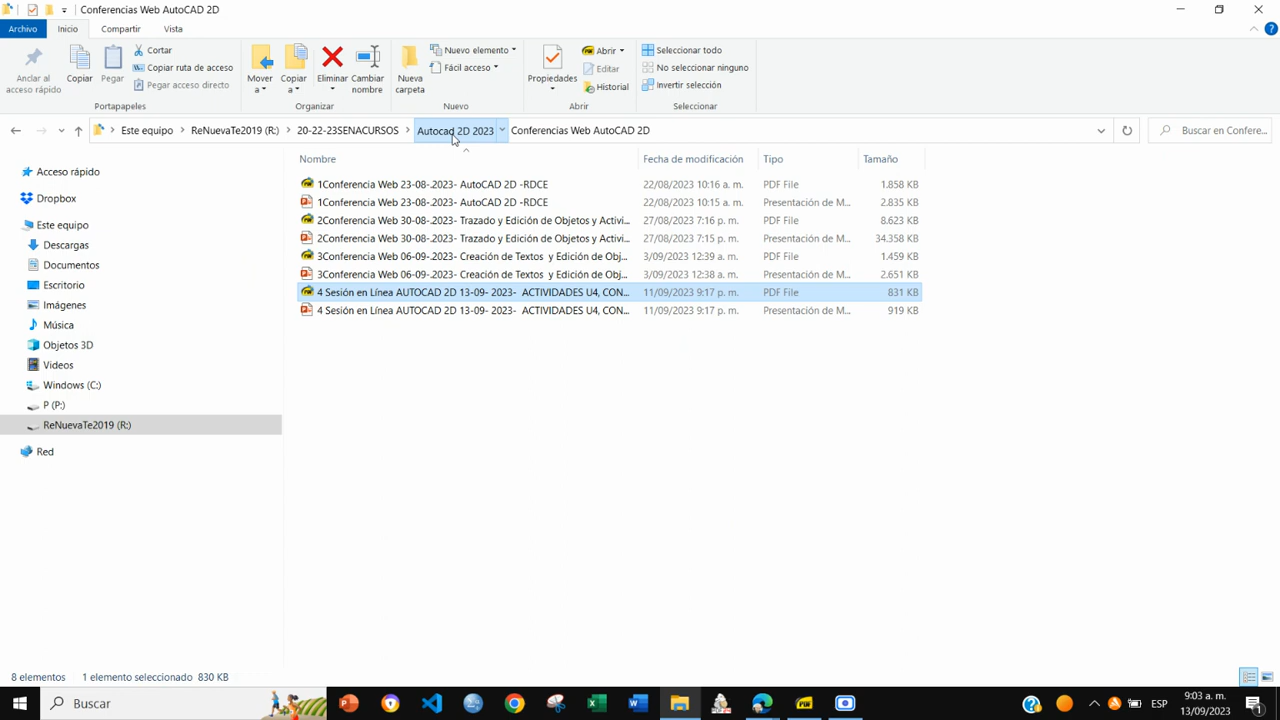 Conferencias Web AutoCAD 2D
Archivo Inicio Compartir Vista
Anclar al acceso rápido
Copiar
Pegar
Cortar
Copiar ruta de acceso
Pegar acceso directo
Portapapeles
Mover a
Copiar a
Eliminar
Cambiar nombre
Organizar
Nueva carpeta
Nuevo elemento
Fácil acceso
Nuevo
Propiedades
Abrir
Editar
Historial
Abrir
Seleccionar todo
No seleccionar ninguno
Invertir selección
Seleccionar
Este equipo > ReNuevaTe2019 (R:) > 20-22-23SENACURSOS > Autocad 2D 2023 Conferencias Web AutoCAD 2D
Buscar en Confere...
Nombre Fecha de modificación Tipo Tamaño
1Conferencia Web 23-08-.2023- AutoCAD 2D -RDCE 22/08/2023 10:16 a. m. PDF File 1.858 KB
1Conferencia Web 23-08-.2023- AutoCAD 2D -RDCE 22/08/2023 10:15 a. m. Presentación de M... 2.835 KB
2Conferencia Web 30-08-.2023- Trazado y Edición de Objetos y Activi... 27/08/2023 7:16 p. m. PDF File 8.623 KB
2Conferencia Web 30-08-.2023- Trazado y Edición de Objetos y Activi... 27/08/2023 7:15 p. m. Presentación de M... 34.358 KB
3Conferencia Web 06-09-.2023- Creación de Textos y Edición de Obj... 3/09/2023 12:39 a. m. PDF File 1.459 KB
3Conferencia Web 06-09-.2023- Creación de Textos y Edición de Obj... 3/09/2023 12:38 a. m. Presentación de M... 2.651 KB
4 Sesión en Línea AUTOCAD 2D 13-09- 2023- ACTIVIDADES U4, CON... 11/09/2023 9:17 p. m. PDF File 831 KB
4 Sesión en Línea AUTOCAD 2D 13-09- 2023- ACTIVIDADES U4, CON... 11/09/2023 9:17 p. m. Presentación de M... 919 KB
Acceso rápido
Dropbox
Este equipo
Descargas
Documentos
Escritorio
Imágenes
Música
Objetos 3D
Videos
Windows (C:)
P (P:)
ReNuevaTe2019 (R:)
Red
8 elementos 1 elemento seleccionado 830 KB
Buscar
ESP
9:03 a. m.
13/09/2023
1